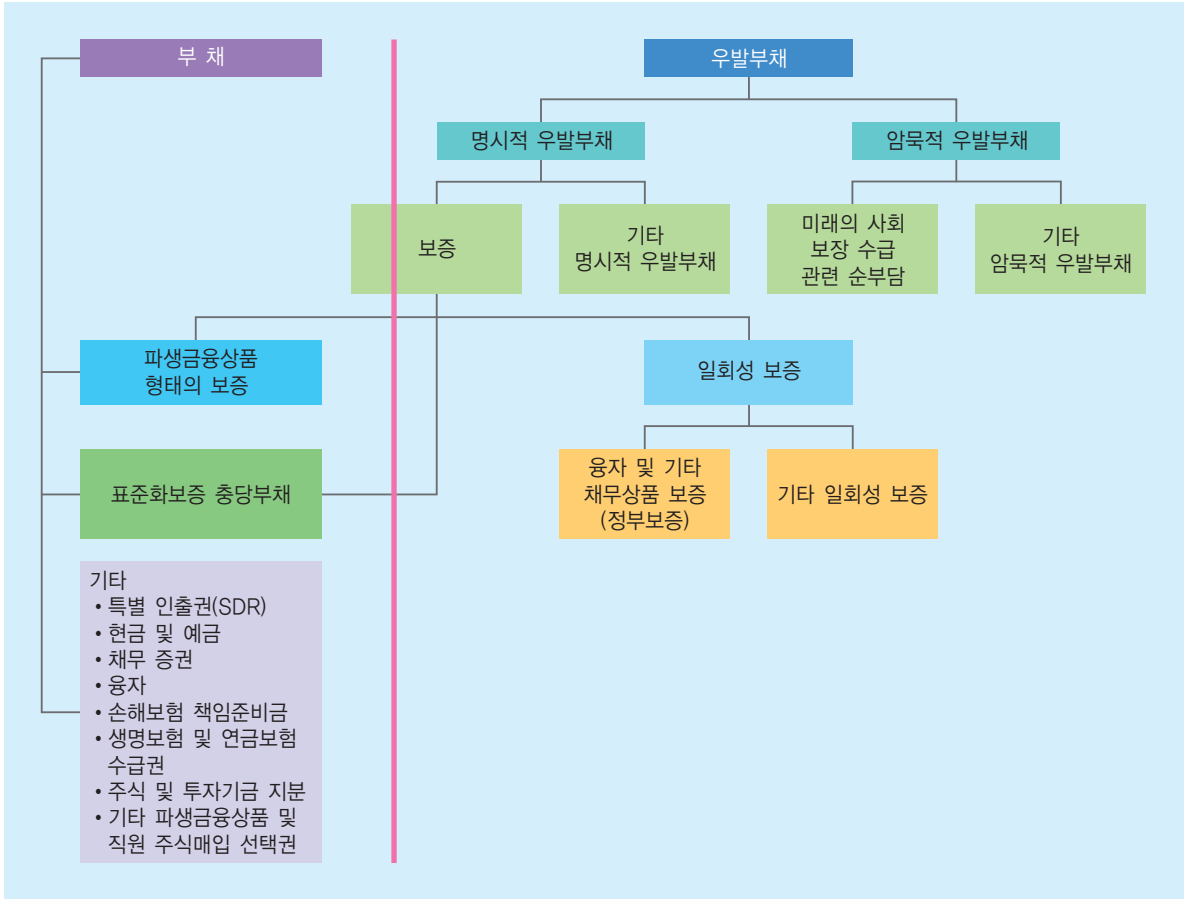 부 채
우발부채
명시적 우발부채
암묵적 우발부채
보증
기타
명시적 우발부채
미래의 사회
보장 수급
관련 순부담
기타
암묵적 우발부채
파생금융상품
형태의 보증
일회성 보증
표준화보증 충당부채
융자 및 기타
채무상품 보증
(정부보증)
기타 일회성 보증
기타
• 특별 인출권(SDR)
• 현금 및 예금
• 채무 증권
• 융자
• 손해보험 책임준비금
• 생명보험 및 연금보험
수급권
• 주식 및 투자기금 지분
• 기타 파생금융상품 및
직원 주식매입 선택권